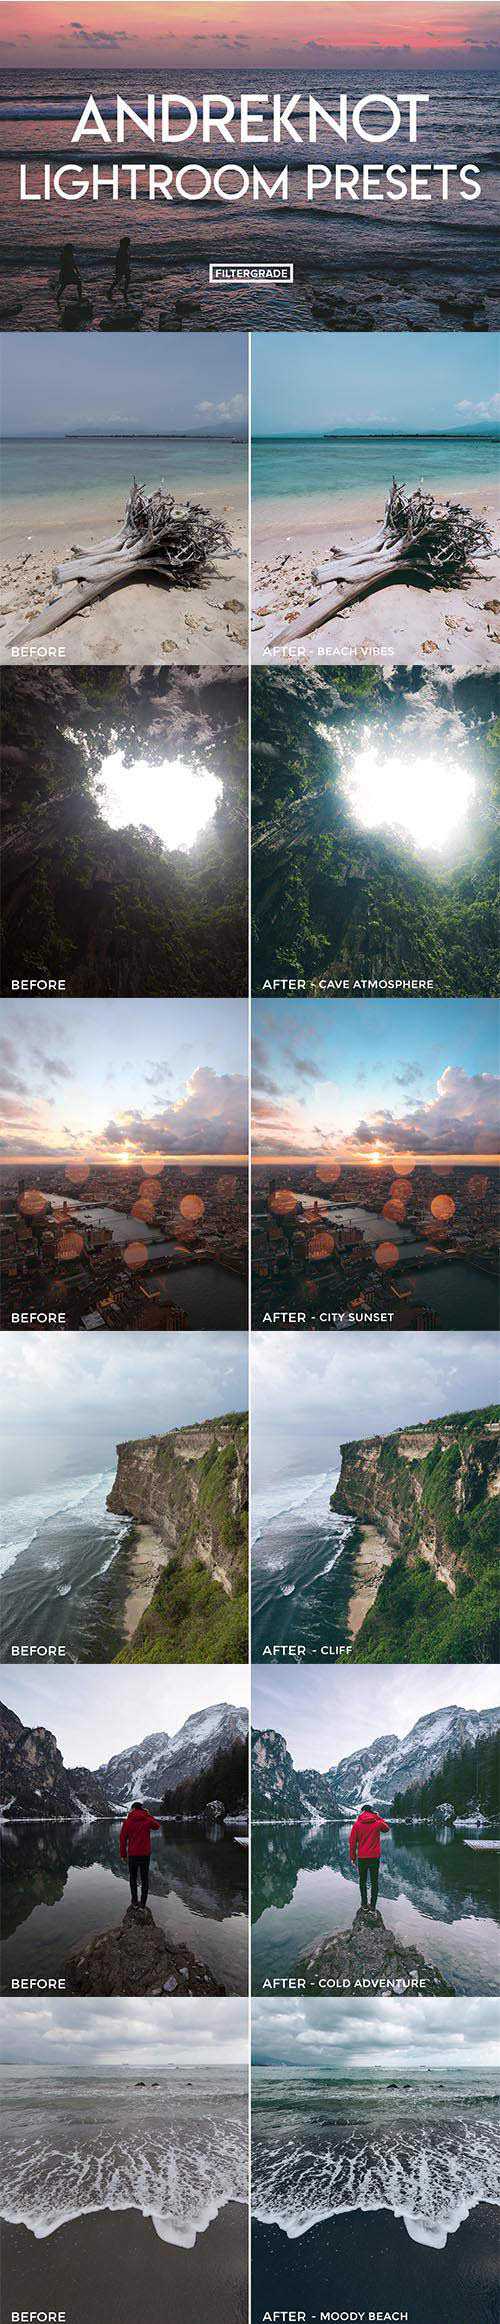 ANDREKNOT
LIGHTROOM PRESETS
FILTERGRADE
BEFORE
AFTER - BEACH VIBES
BEFORE
AFTER - CAVE ATMOSPHERE
BEFORE
AFTER - CITY SUNSET
BEFORE
AFTER - CLIFF
BEFORE
AFTER - COLD ADVENTURE
BEFORE
AFTER - MOODY BEACH